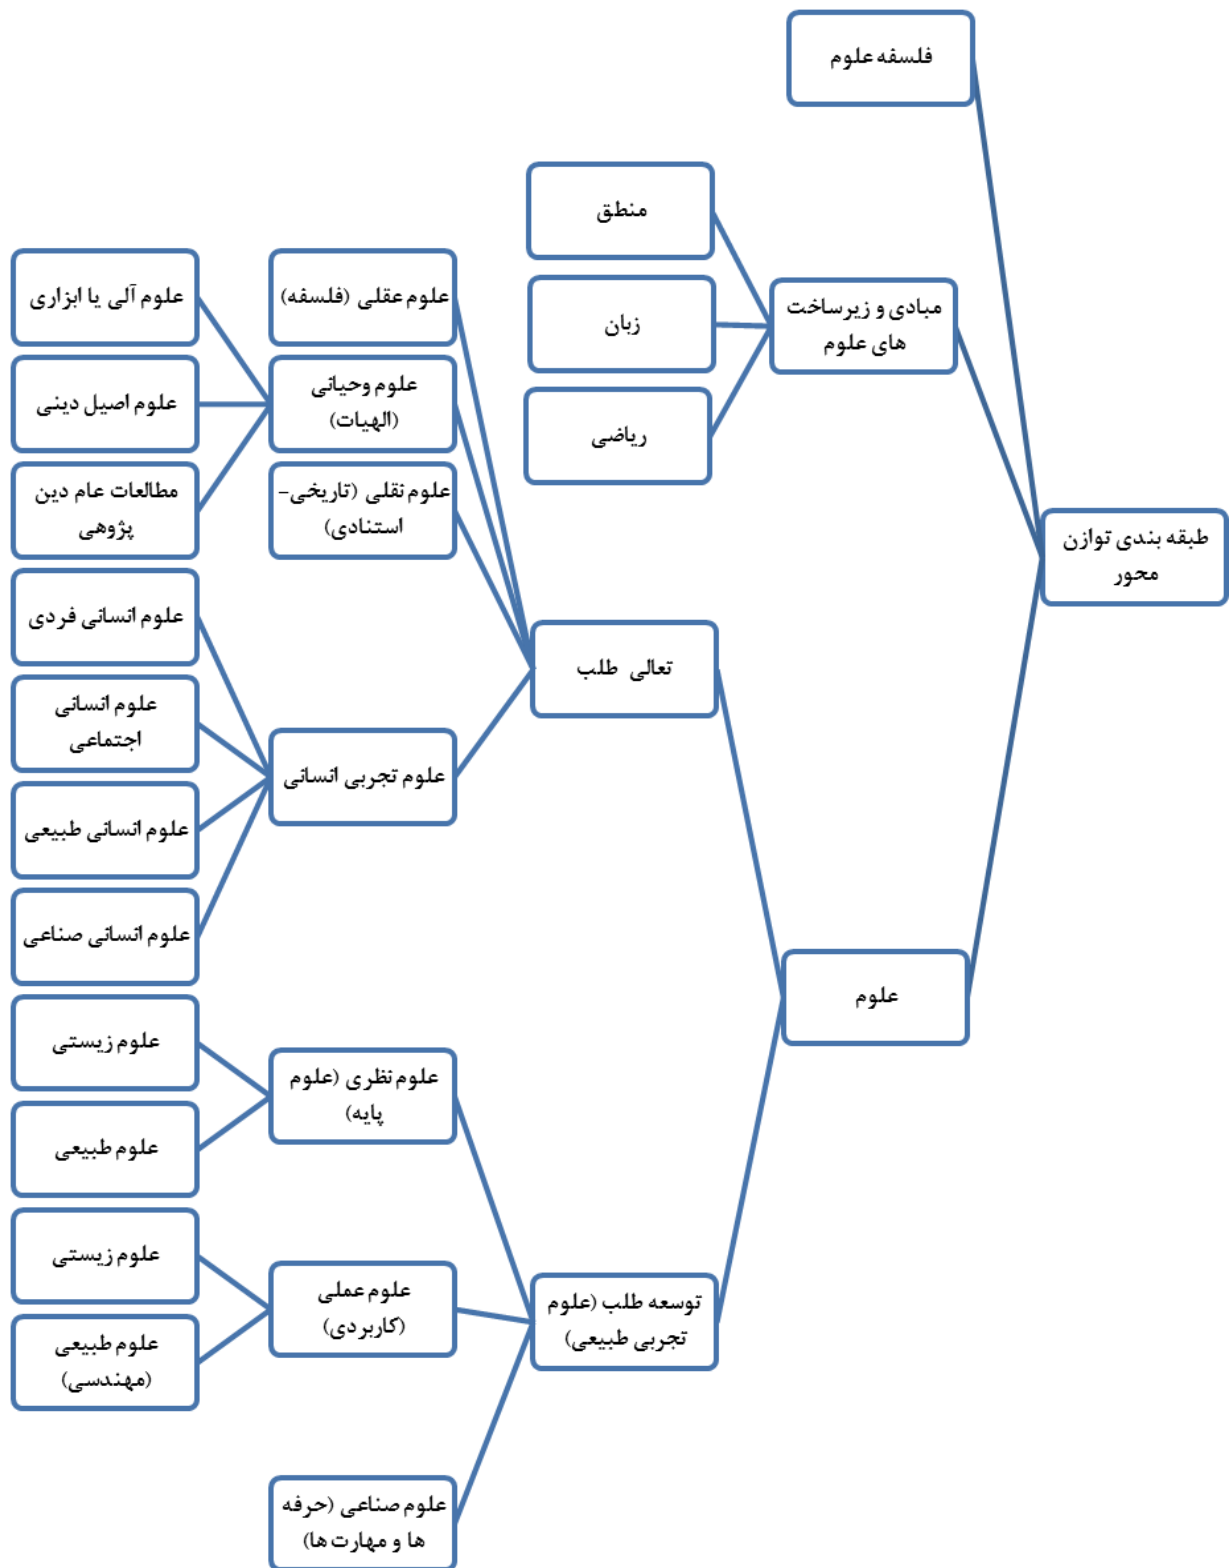 طبقه بندی توازن
محور
فلسفه علوم
مبادی و زیرساخت
های علوم
منطق
زبان
ریاضی
علوم
تعالی طلب
علوم عقلی (فلسفه)
علوم وحیانی
(الهیات)
علوم آلی یا ابزاری
علوم اصیل دینی
مطالعات عام دین
پژوهی
علوم نقلی (تاریخی-
استنادی)
علوم تجربی انسانی
علوم انسانی فردی
علوم انسانی
اجتماعی
علوم انسانی طبیعی
علوم انسانی صناعی
توسعه طلب (علوم
تجربی طبیعی)
علوم نظری (علوم
پایه)
علوم زیستی
علوم طبیعی
علوم عملی
(کاربردی)
علوم زیستی
علوم طبیعی
(مهندسی)
علوم صناعی (حرفه
ها و مهارت ها)